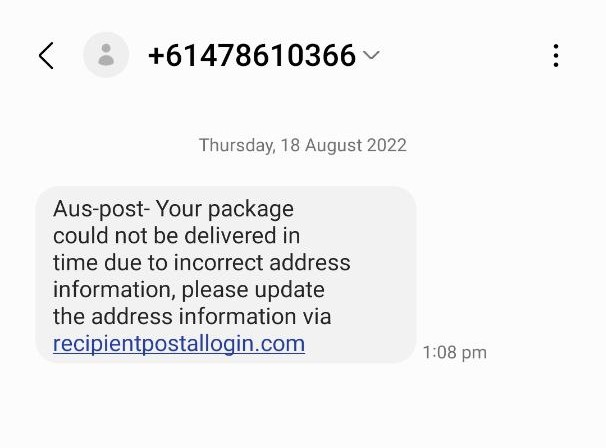 +61478610366
Thursday, 18 August 2022
Aus-post- Your package
could not be delivered in
time due to incorrect address
information, please update
the address information via
recipientpostallogin.com
1:08 pm